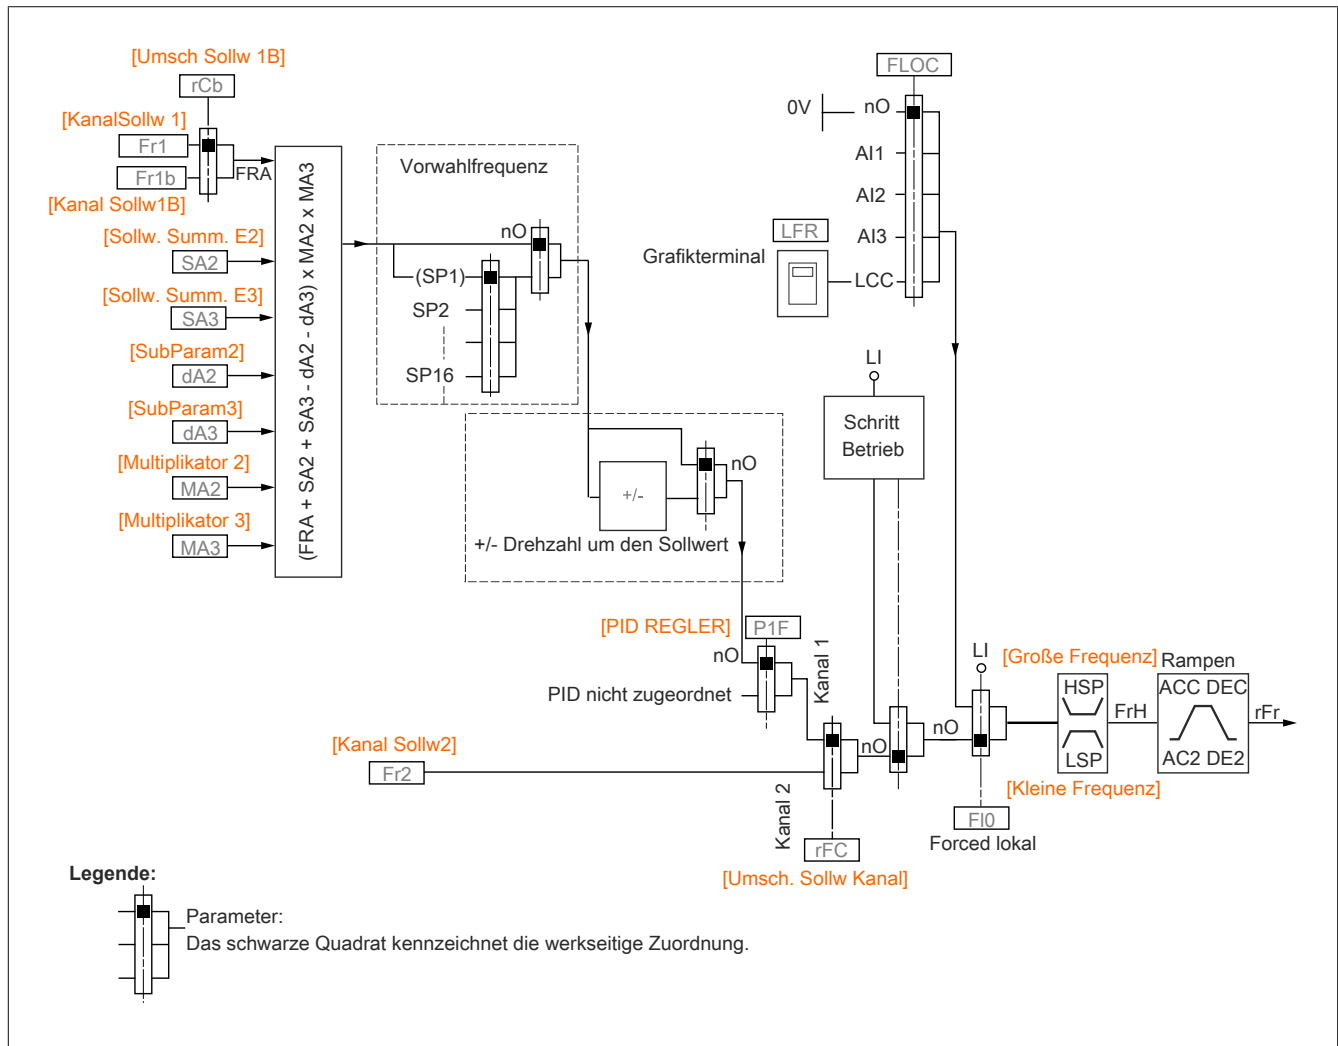 [Umsch Sollw 1B]
rCb
[KanalSollw 1]
Fr1
Fr1b
FRA
[Kanal Sollw1B]
[Sollw. Summ. E2]
SA2
[Sollw. Summ. E3]
SA3
[SubParam2]
dA2
[SubParam3]
dA3
[Multiplikator 2]
MA2
[Multiplikator 3]
MA3
(FRA + SA2 + SA3 - dA2 - dA3) x MA2 x MA3
Vorwahlfrequenz
nO
(SP1)
SP2
SP16
nO
+/-
+/- Drehzahl um den Sollwert
FLOC
0V
nO
AI1
AI2
AI3
LFR
Grafikterminal
LCC
LI
Schritt
Betrieb
[PID REGLER]
P1F
nO
PID nicht zugeordnet
Kanal 1
[Kanal Sollw2]
Fr2
Kanal 2
nO
rFC
[Umsch. Sollw Kanal]
nO
LI
FI0
Forced lokal
[Große Frequenz]
HSP
LSP
[Kleine Frequenz]
FrH
Rampen
ACC DEC
AC2 DE2
rFr
Legende:
Parameter:
Das schwarze Quadrat kennzeichnet die werkseitige Zuordnung.